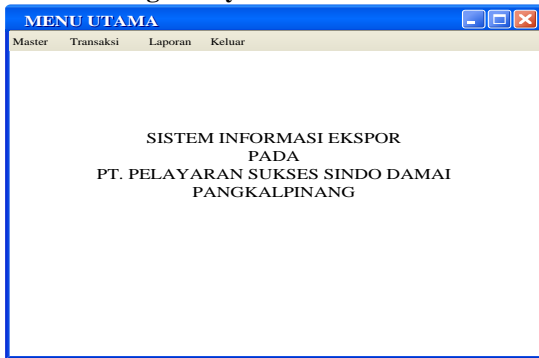 MENU UTAMA
Master Transaksi Laporan Keluar
SISTEM INFORMASI EKSPOR
PADA
PT. PELAYARAN SUKSES SINDO DAMAI
PANGKALPINANG